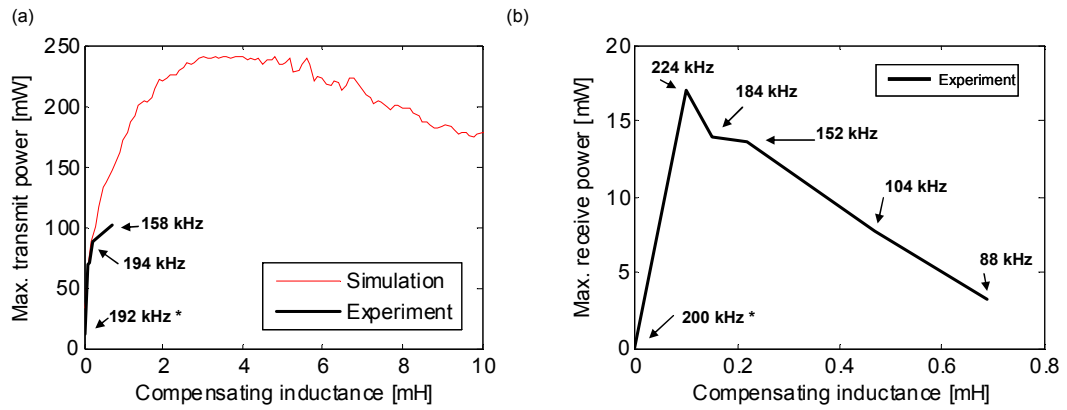 (a)
Max. transmit power [mW]
250
200
150
100
50
0
158 kHz
194 kHz
192 kHz *
Simulation
Experiment
0 2 4 6 8 10
Compensating inductance [mH]
(b)
Max. receive power [mW]
20
15
10
5
0
224 kHz
184 kHz
152 kHz
104 kHz
88 kHz
200 kHz *
Experiment
0 0.2 0.4 0.6 0.8
Compensating inductance [mH]